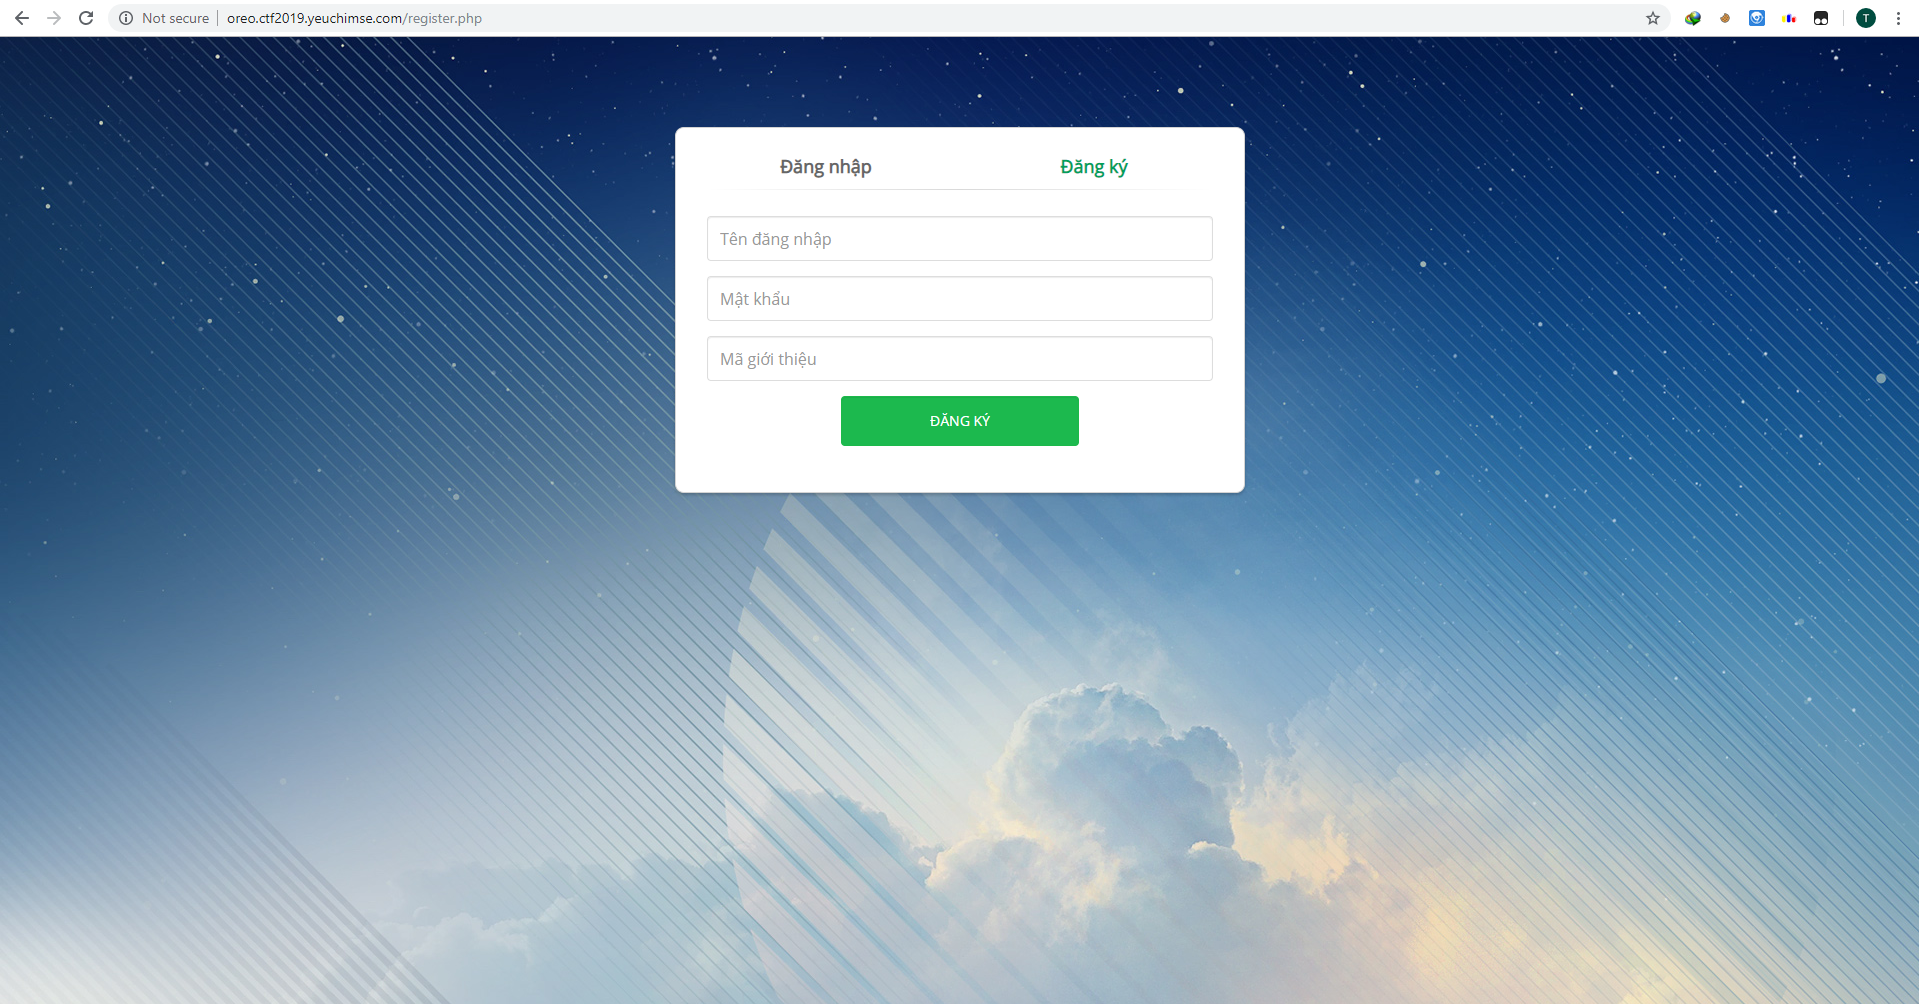 Not secure
oreo.ctf2019.yeuchimse.com/register.php
T
Đăng nhập
Đăng ký
Tên đăng nhập
Mật khẩu
Mã giới thiệu
ĐĂNG KÝ